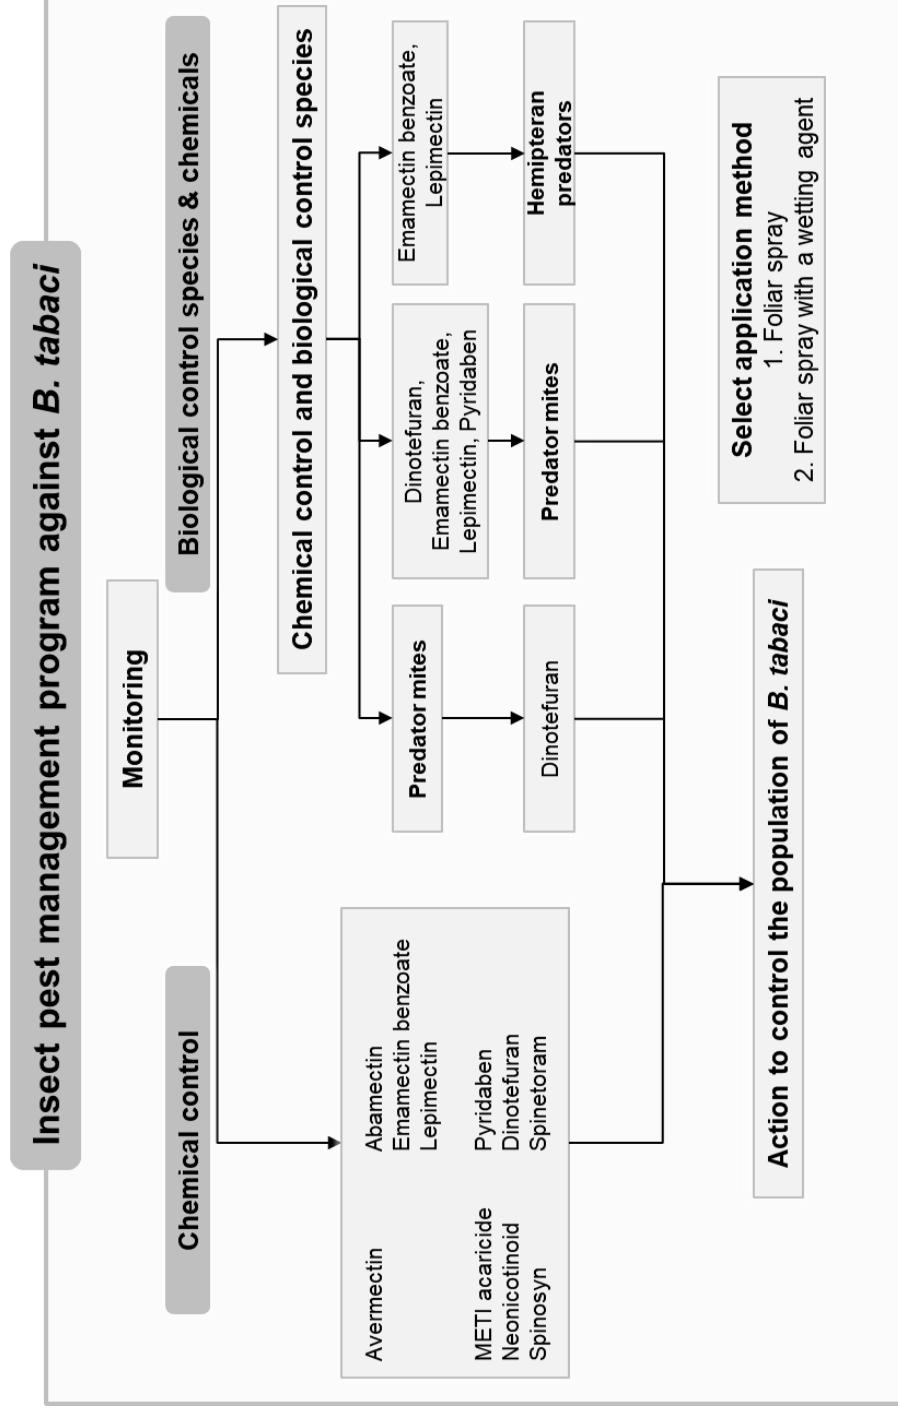 Insect pest management program against B. tabaci
Monitoring
Chemical control
Biological control species & chemicals
Avermectin
Abamectin
Emamectin benzoate
Lepimectin
METI acaricide
Pyridaben
Neonicotinoid
Dinotefuran
Spinosyn
Spinetoram
Chemical control and biological control species
Predator mites
Dinotefuran
Dinotefuran,
Emamectin benzoate,
Lepimectin, Pyridaben
Predator mites
Emamectin benzoate,
Lepimectin
Hemipteran
predators
Action to control the population of B. tabaci
Select application method
1. Foliar spray
2. Foliar spray with a wetting agent